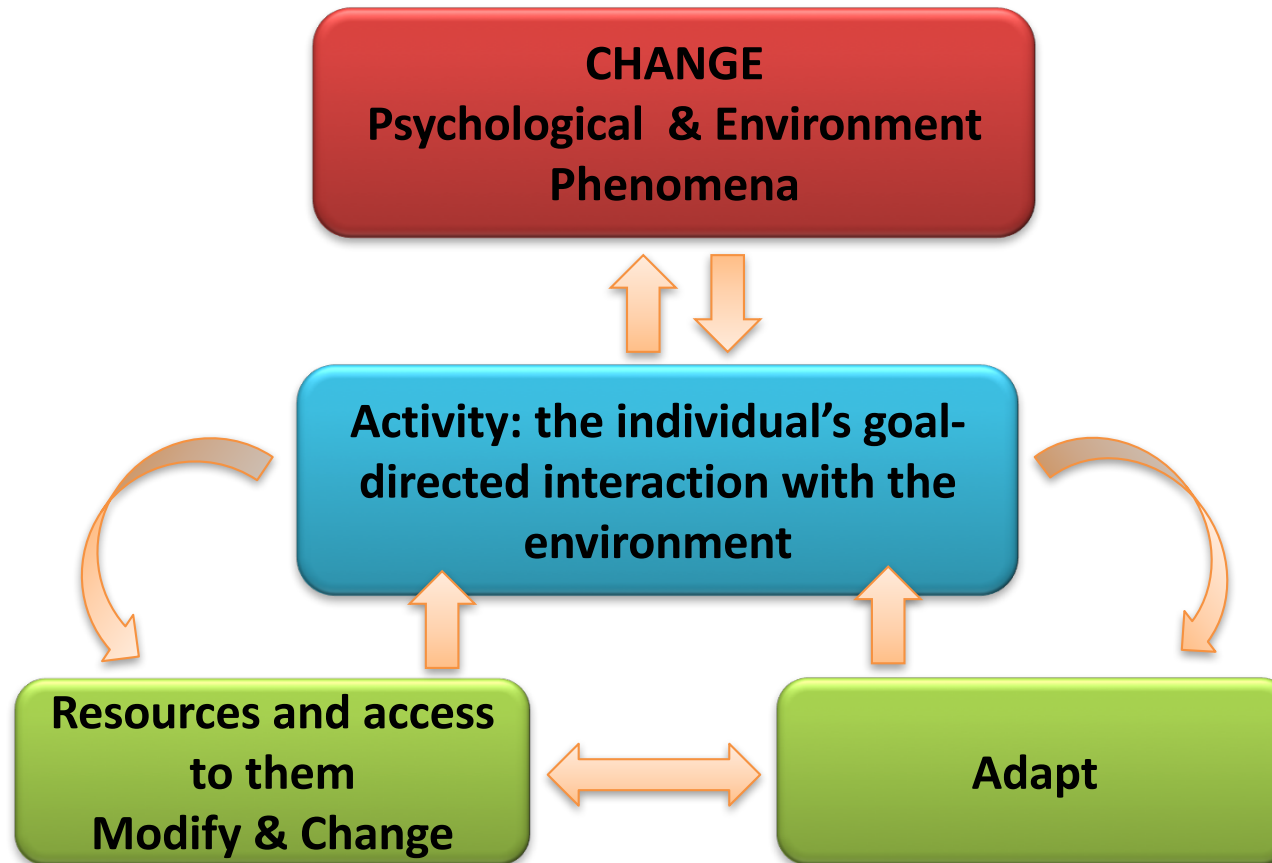 CHANGE
Psychological & Environment
Phenomena
Activity: the individual’s goal-
directed interaction with the
environment
Resources and access
to them
Modify & Change
Adapt